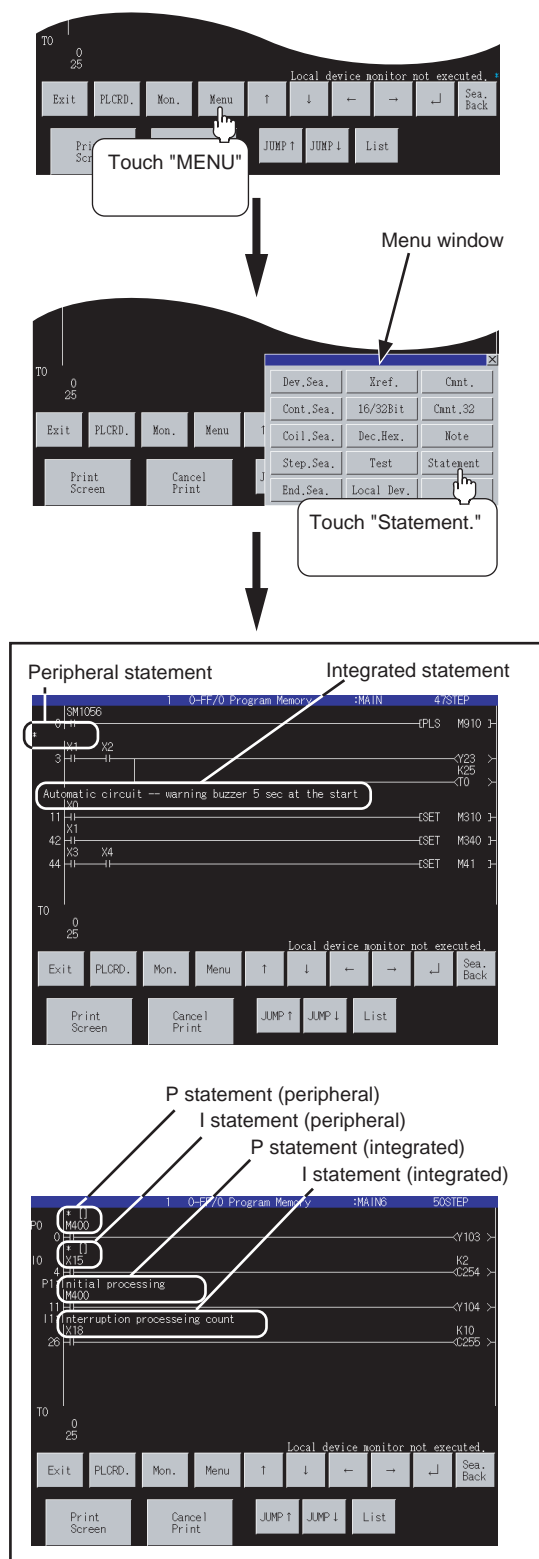 T0
0
25
Local device monitor not executed. *
Exit PLCRD. Mon. Menu ↑ ↓ ← → ↵ Sea. Back
JUMP↑ JUMP↓ List
Touch "MENU"
Menu window
T0
0
25
Dev.Sea. Xref. Cmnt.
Cont.Sea. 16/32Bit Cmnt.32
Coil.Sea. Dec.Hex. Note
Step.Sea. Test Statement
End.Sea. Local Dev.
Exit PLCRD. Mon. Menu
Print Screen Cancel Print
Touch "Statement."
Peripheral statement Integrated statement
1 0-FF/0 Program Memory :MAIN 47STEP
SM1056
0 [PLS M910 ]
*
X1 X2
3 <Y23 >
K25
<T0 >
Automatic circuit -- warning buzzer 5 sec at the start
X0
11 [SET M310 ]
X1
42 [SET M340 ]
X3 X4
44 [SET M41 ]
T0
0
25
Local device monitor not executed.
Exit PLCRD. Mon. Menu ↑ ↓ ← → ↵ Sea. Back
Print Screen Cancel Print JUMP↑ JUMP↓ List
P statement (peripheral)
I statement (peripheral)
P statement (integrated)
I statement (integrated)
1 0-FF/0 Program Memory :MAIN6 50STEP
* []
P0 M400
0 <Y103 >
* []
I0 X15 K2
4 <C254 >
P1 Initial processing
M400
11 <Y104 >
I1 Interruption processeing count
X18 K10
26 <C255 >
T0
0
25
Local device monitor not executed.
Exit PLCRD. Mon. Menu ↑ ↓ ← → ↵ Sea. Back
Print Screen Cancel Print JUMP↑ JUMP↓ List